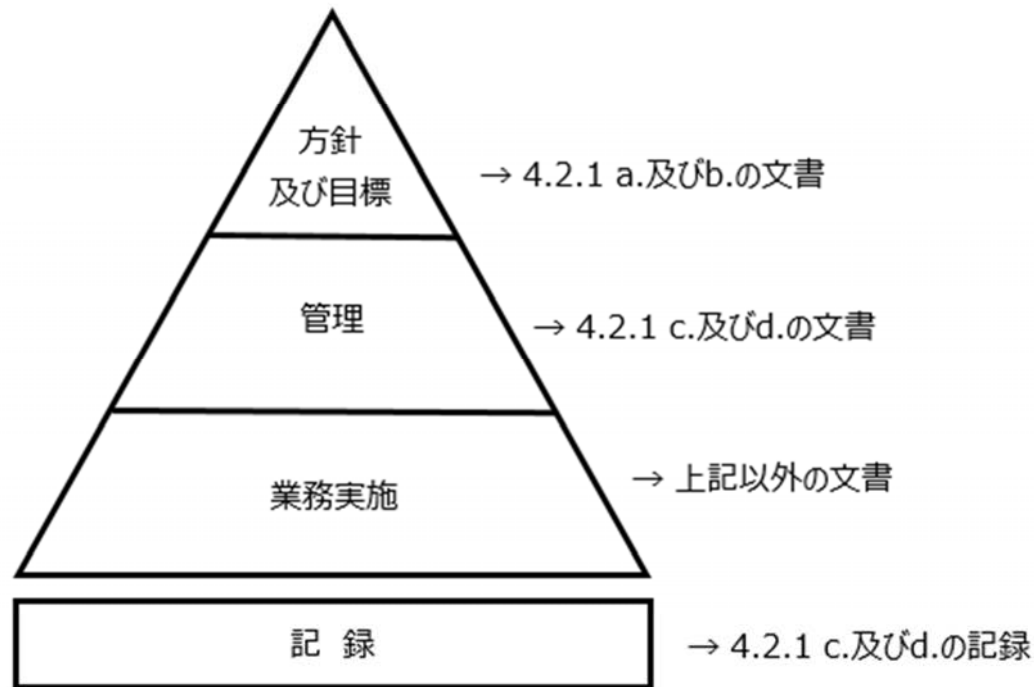 方針
及び目標
→ 4.2.1 a.及びb.の文書
管理
→ 4.2.1 c.及びd.の文書
業務実施
→ 上記以外の文書
記 録
→ 4.2.1 c.及びd.の記録